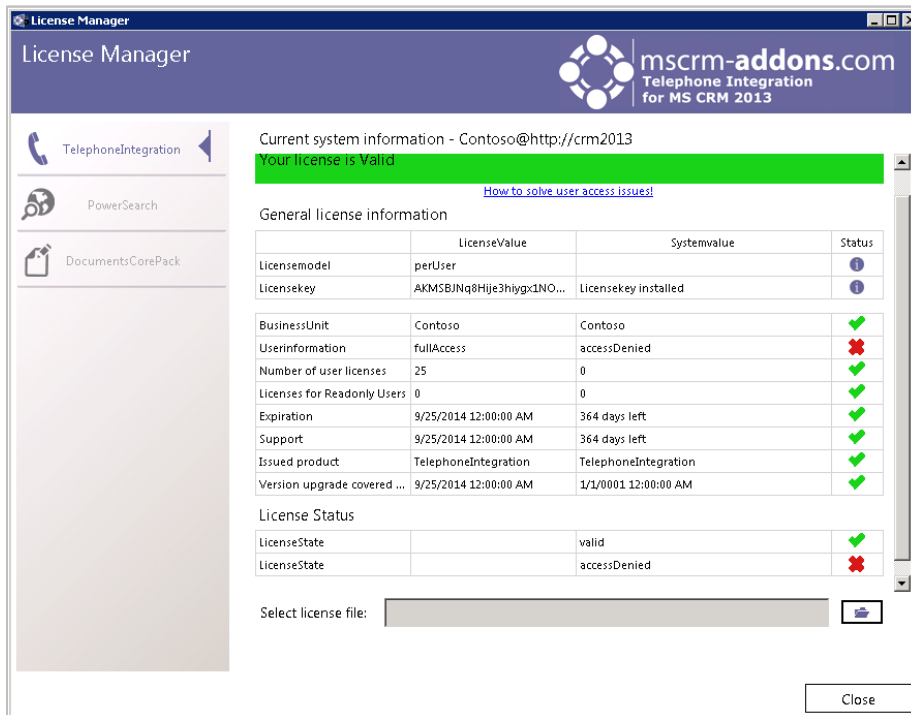 License Manager
License Manager
mscrm-addons.com
Telephone Integration
for MS CRM 2013
TelephoneIntegration
PowerSearch
DocumentsCorePack
Current system information - Contoso@http://crm2013
Your license is Valid
How to solve user access issues!
General license information
LicenseValue Systemvalue Status
Licensemodel perUser
Licensekey AKMSBJNq8Hije3hiygx1NO... Licensekey installed
BusinessUnit Contoso Contoso
Userinformation fullAccess accessDenied
Number of user licenses 25 0
Licenses for Readonly Users 0 0
Expiration 9/25/2014 12:00:00 AM 364 days left
Support 9/25/2014 12:00:00 AM 364 days left
Issued product TelephoneIntegration TelephoneIntegration
Version upgrade covered ... 9/25/2014 12:00:00 AM 1/1/0001 12:00:00 AM
License Status
LicenseState valid
LicenseState accessDenied
Select license file:
Close